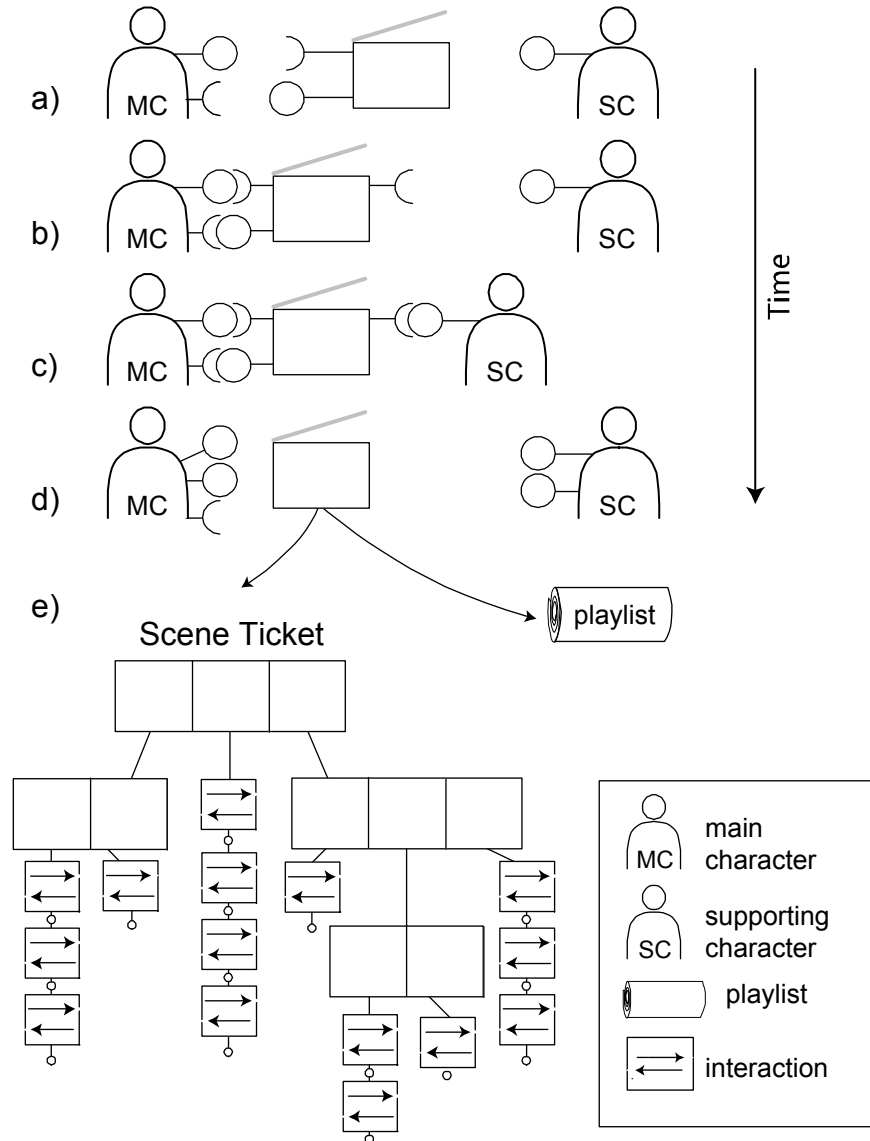 a)
MC
SC
b)
MC
SC
c)
MC
SC
d)
MC
SC
Time
e)
playlist
Scene Ticket
MC
main
character
SC
supporting
character
playlist
interaction